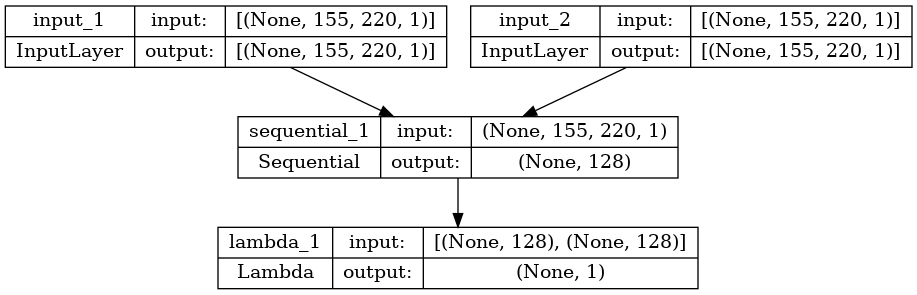 input_1 input: [(None, 155, 220, 1)]
InputLayer output: [(None, 155, 220, 1)]
input_2 input: [(None, 155, 220, 1)]
InputLayer output: [(None, 155, 220, 1)]
sequential_1 input: (None, 155, 220, 1)
Sequential output: (None, 128)
lambda_1 input: [(None, 128), (None, 128)]
Lambda output: (None, 1)